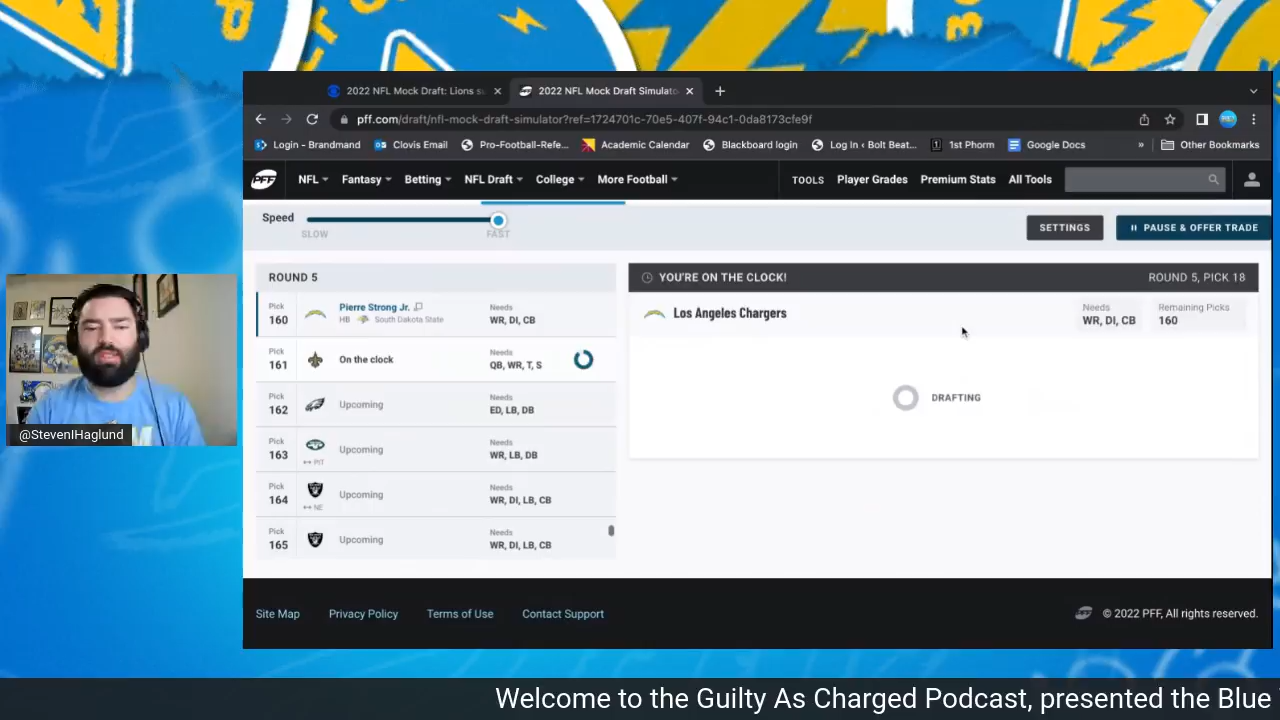 2022 NFL Mock Draft: Lions su
2022 NFL Mock Draft Simulato
pff.com/draft/nfl-mock-draft-simulator?ref=1724701c-70e5-407f-94c1-0da8173cfe9f
Login - Brandmand
Clovis Email
Pro-Football-Refe...
Academic Calendar
Blackboard login
Log In ‹ Bolt Beat...
1st Phorm
Google Docs
»
Other Bookmarks
PFF
NFL
Fantasy
Betting
NFL Draft
College
More Football
TOOLS
Player Grades
Premium Stats
All Tools
Speed
SLOW
FAST
SETTINGS
PAUSE & OFFER TRADE
ROUND 5
Pick
160
Pierre Strong Jr.
HB South Dakota State
Needs
WR, DI, CB
Pick
161
On the clock
Needs
QB, WR, T, S
Pick
162
Upcoming
Needs
ED, LB, DB
Pick
163
↔ PIT
Upcoming
Needs
WR, LB, DB
Pick
164
↔ NE
Upcoming
Needs
WR, DI, LB, CB
Pick
165
Upcoming
Needs
WR, DI, LB, CB
YOU'RE ON THE CLOCK!
ROUND 5, PICK 18
Los Angeles Chargers
Needs
WR, DI, CB
Remaining Picks
160
DRAFTING
@StevenIHaglund
Site Map
Privacy Policy
Terms of Use
Contact Support
© 2022 PFF, All rights reserved.
Welcome to the Guilty As Charged Podcast, presented the Blue